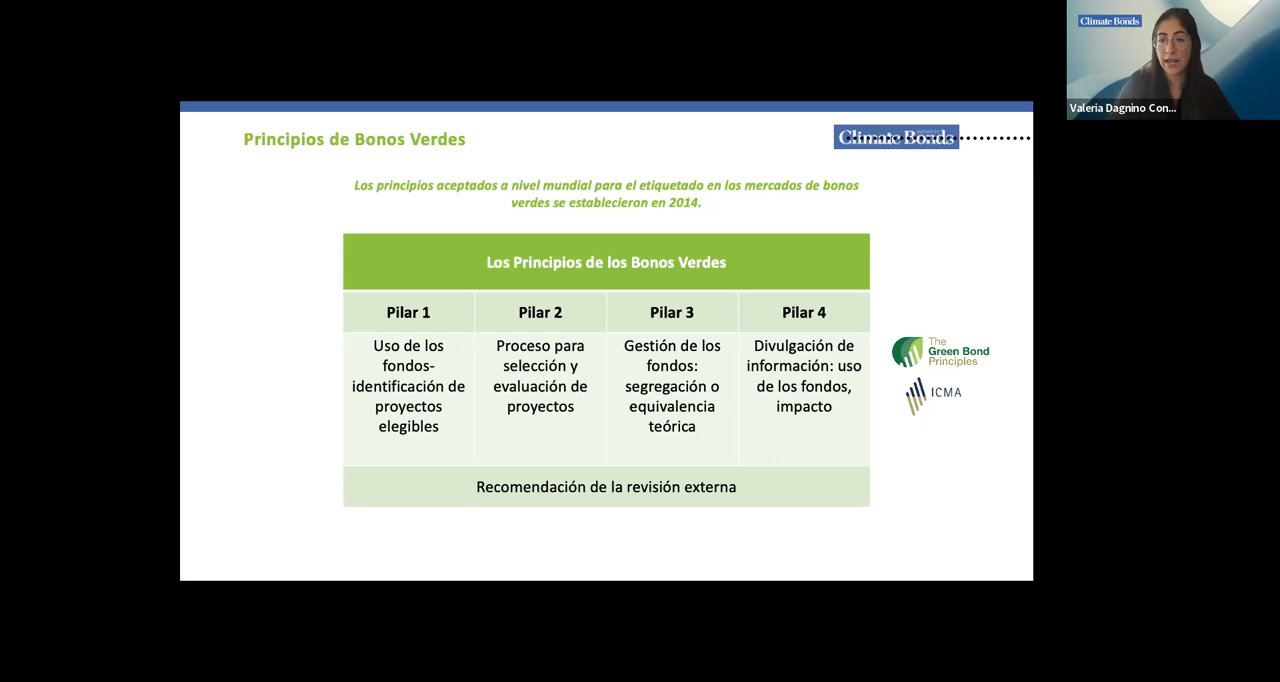 Climate Bonds
Valeria Dagnino Con...
Principios de Bonos Verdes
Climate Bonds
Los principios aceptados a nivel mundial para el etiquetado en los mercados de bonos
verdes se establecieron en 2014.
Los Principios de los Bonos Verdes
Pilar 1
Pilar 2
Pilar 3
Pilar 4
Uso de los
fondos-
identificación de
proyectos
elegibles
Proceso para
selección y
evaluación de
proyectos
Gestión de los
fondos:
segregación o
equivalencia
teórica
Divulgación de
información: uso
de los fondos,
impacto
Recomendación de la revisión externa
The
Green Bond
Principles
ICMA